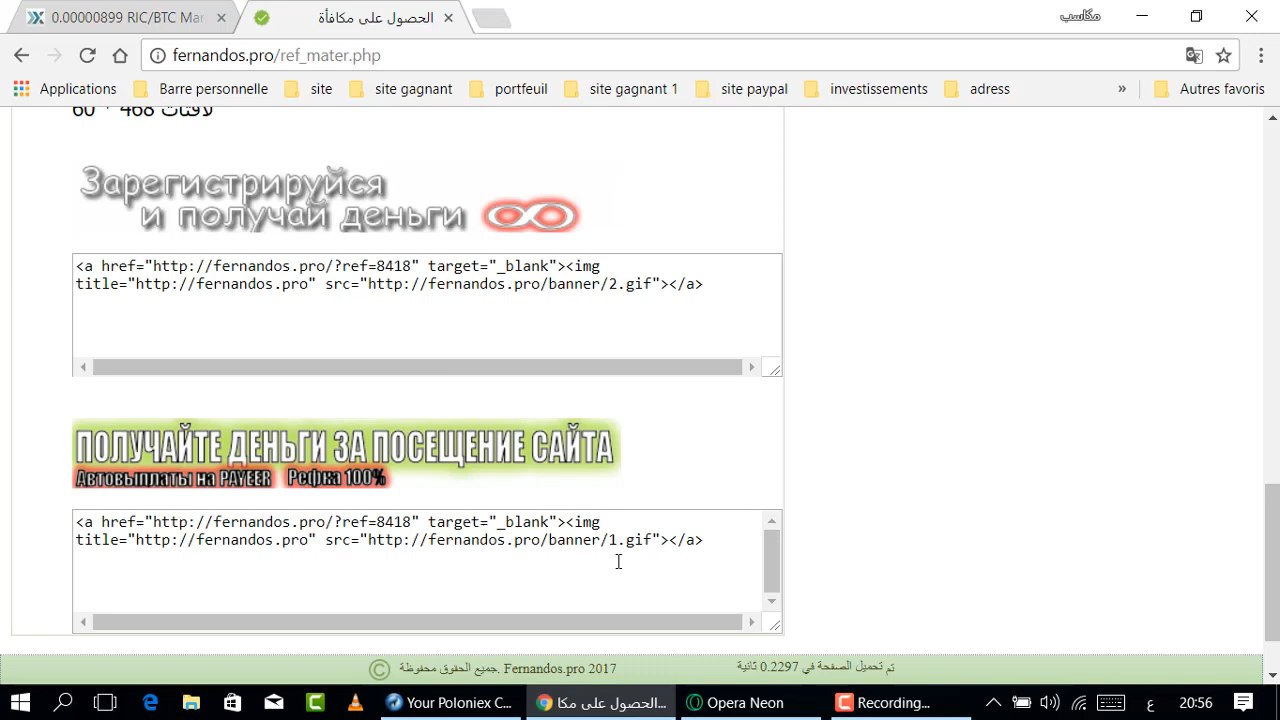 0.00000899 RIC/BTC Mar
الحصول على مكافأة
مكاسب
fernandos.pro/ref_mater.php
Applications
Barre personnelle
site
site gagnant
portfeuil
site gagnant 1
site paypal
investissements
adress
»
Autres favoris
لافتات 468 * 60
Зарегистрируйся
и получай деньги
<a href="http://fernandos.pro/?ref=8418" target="_blank"><img
title="http://fernandos.pro" src="http://fernandos.pro/banner/2.gif"></a>
ПОЛУЧАЙТЕ ДЕНЬГИ ЗА ПОСЕЩЕНИЕ САЙТА
Автовыплаты на PAYEER Рефка 100%
<a href="http://fernandos.pro/?ref=8418" target="_blank"><img
title="http://fernandos.pro" src="http://fernandos.pro/banner/1.gif"></a>
© جميع الحقوق محفوظة. Fernandos.pro 2017
تم تحميل الصفحة في 0.2297 ثانية
Your Poloniex C...
الحصول على مكا...
Opera Neon
Recording...
ع
20:56